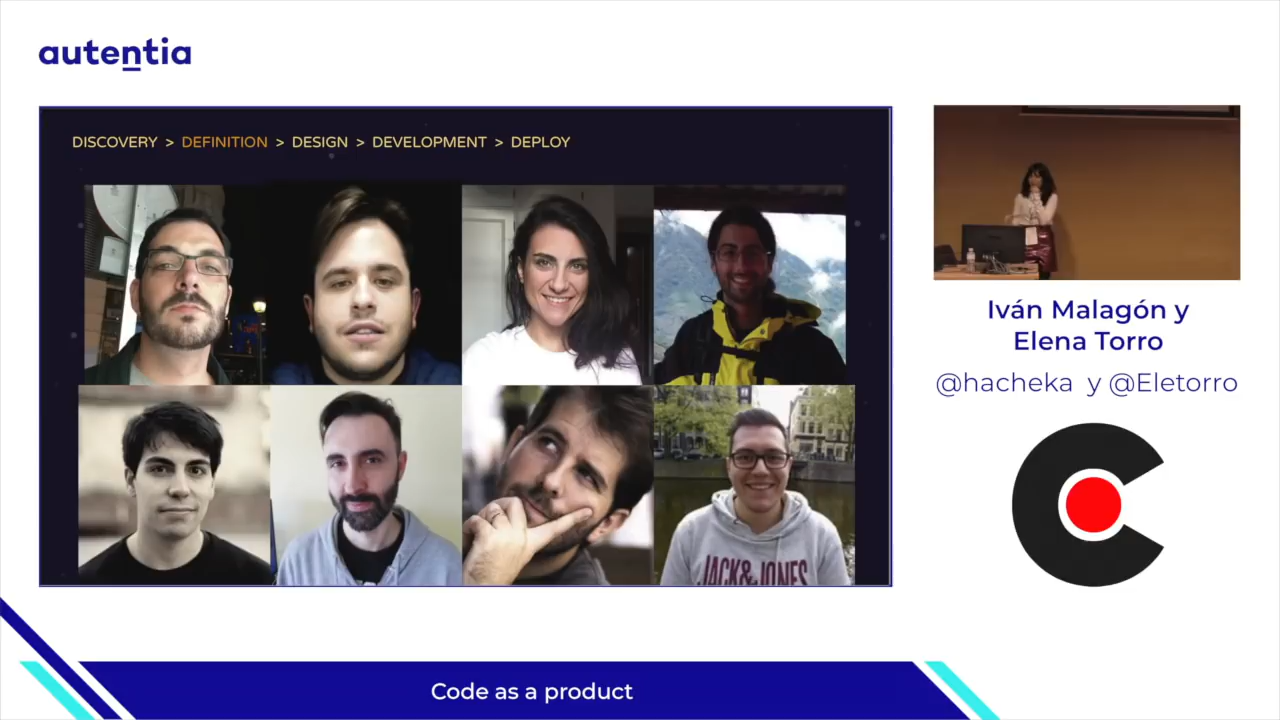 autentia
DISCOVERY > DEFINITION > DESIGN > DEVELOPMENT > DEPLOY
JACK&JONES
Iván Malagón y
Elena Torro
@hacheka y @Eletorro
Code as a product